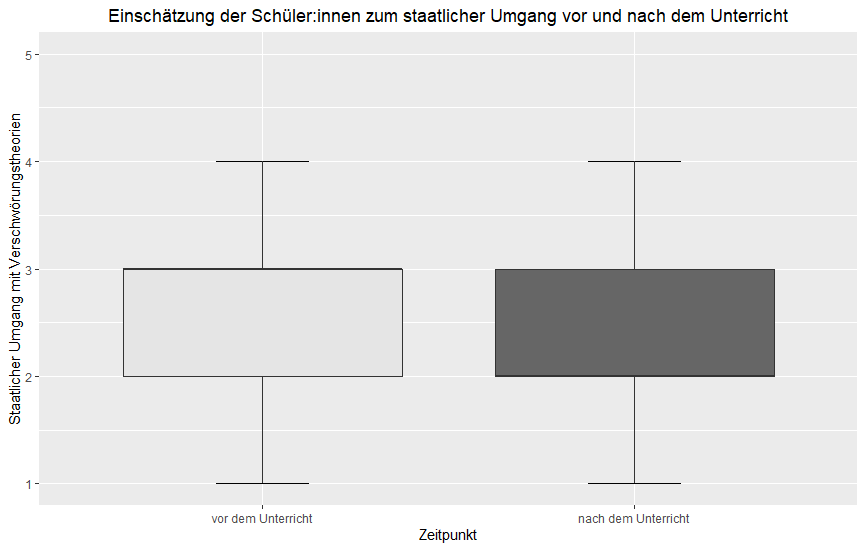 Einschätzung der Schüler:innen zum staatlicher Umgang vor und nach dem Unterricht
Staatlicher Umgang mit Verschwörungstheorien
5
4
3
2
1
vor dem Unterricht
nach dem Unterricht
Zeitpunkt